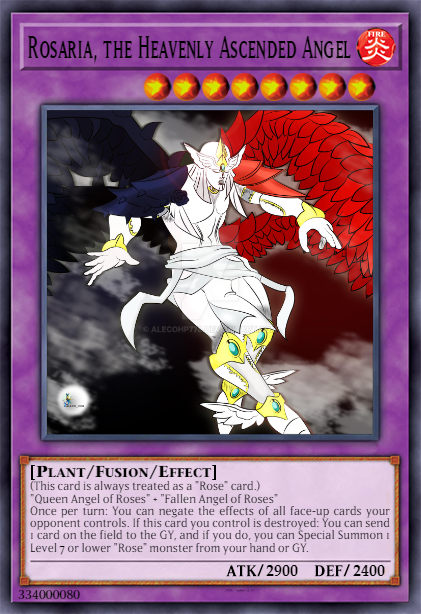 Rosaria, the Heavenly Ascended Angel
FIRE
炎
[Plant/Fusion/Effect]
(This card is always treated as a "Rose" card.)
"Queen Angel of Roses" + "Fallen Angel of Roses"
Once per turn: You can negate the effects of all face-up cards your
opponent controls. If this card you control is destroyed: You can send
1 card on the field to the GY, and if you do, you can Special Summon 1
Level 7 or lower "Rose" monster from your hand or GY.
ATK/2900 DEF/2400
334000080